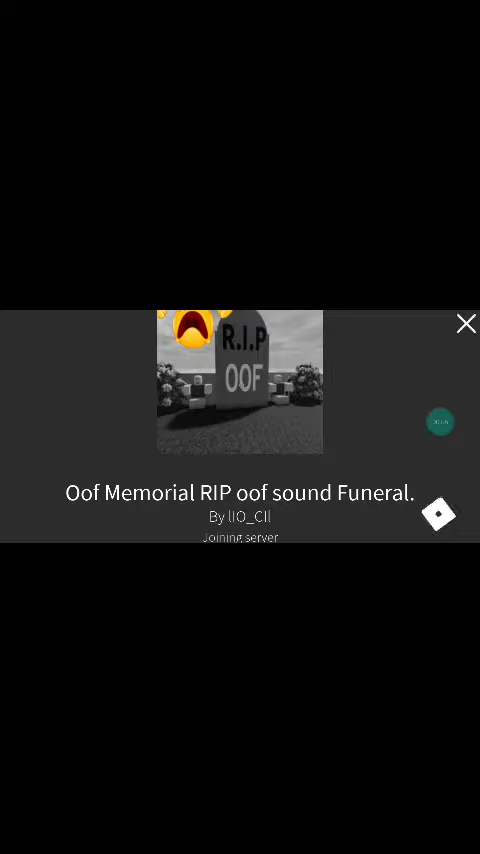 R.I.P
OOF
Oof Memorial RIP oof sound Funeral.
By lIO_CIl
Joining server